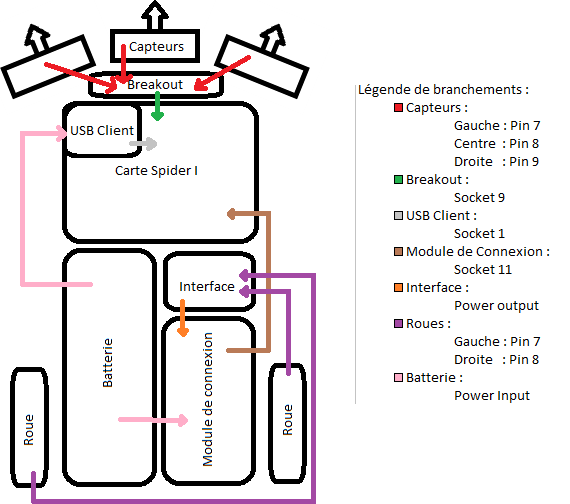 Capteurs
Breakout
USB Client
Carte Spider I
Interface
Batterie
Module de connexion
Roue
Roue
Légende de branchements :
Capteurs :
Gauche : Pin 7
Centre : Pin 8
Droite : Pin 9
Breakout :
Socket 9
USB Client :
Socket 1
Module de Connexion :
Socket 11
Interface :
Power output
Roues :
Gauche : Pin 7
Droite : Pin 8
Batterie :
Power Input